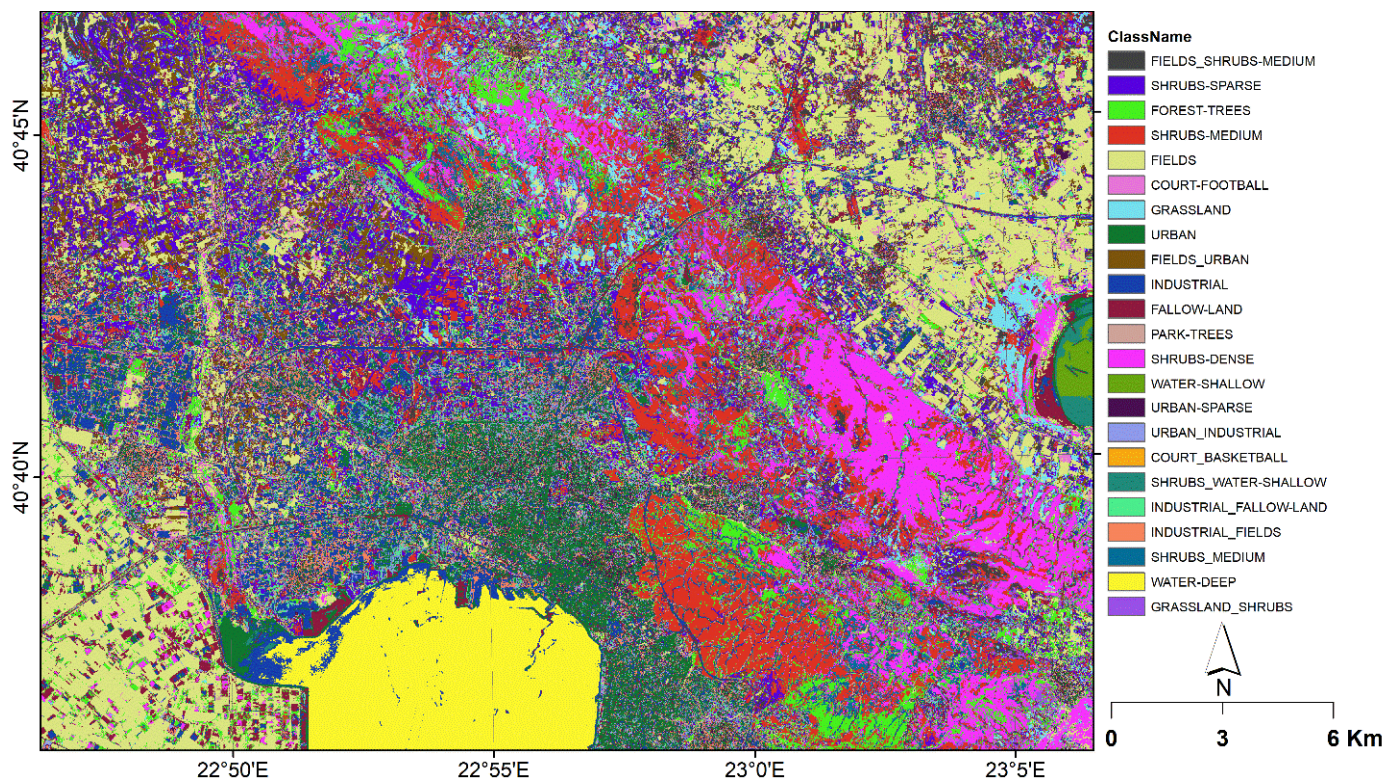 ClassName
FIELDS_SHRUBS-MEDIUM
SHRUBS-SPARSE
FOREST-TREES
SHRUBS-MEDIUM
FIELDS
COURT-FOOTBALL
GRASSLAND
URBAN
FIELDS_URBAN
INDUSTRIAL
FALLOW-LAND
PARK-TREES
SHRUBS-DENSE
WATER-SHALLOW
URBAN-SPARSE
URBAN_INDUSTRIAL
COURT_BASKETBALL
SHRUBS_WATER-SHALLOW
INDUSTRIAL_FALLOW-LAND
INDUSTRIAL_FIELDS
SHRUBS_MEDIUM
WATER-DEEP
GRASSLAND_SHRUBS
N
0 3 6 Km
40°45'N
40°40'N
22°50'E 22°55'E 23°0'E 23°5'E